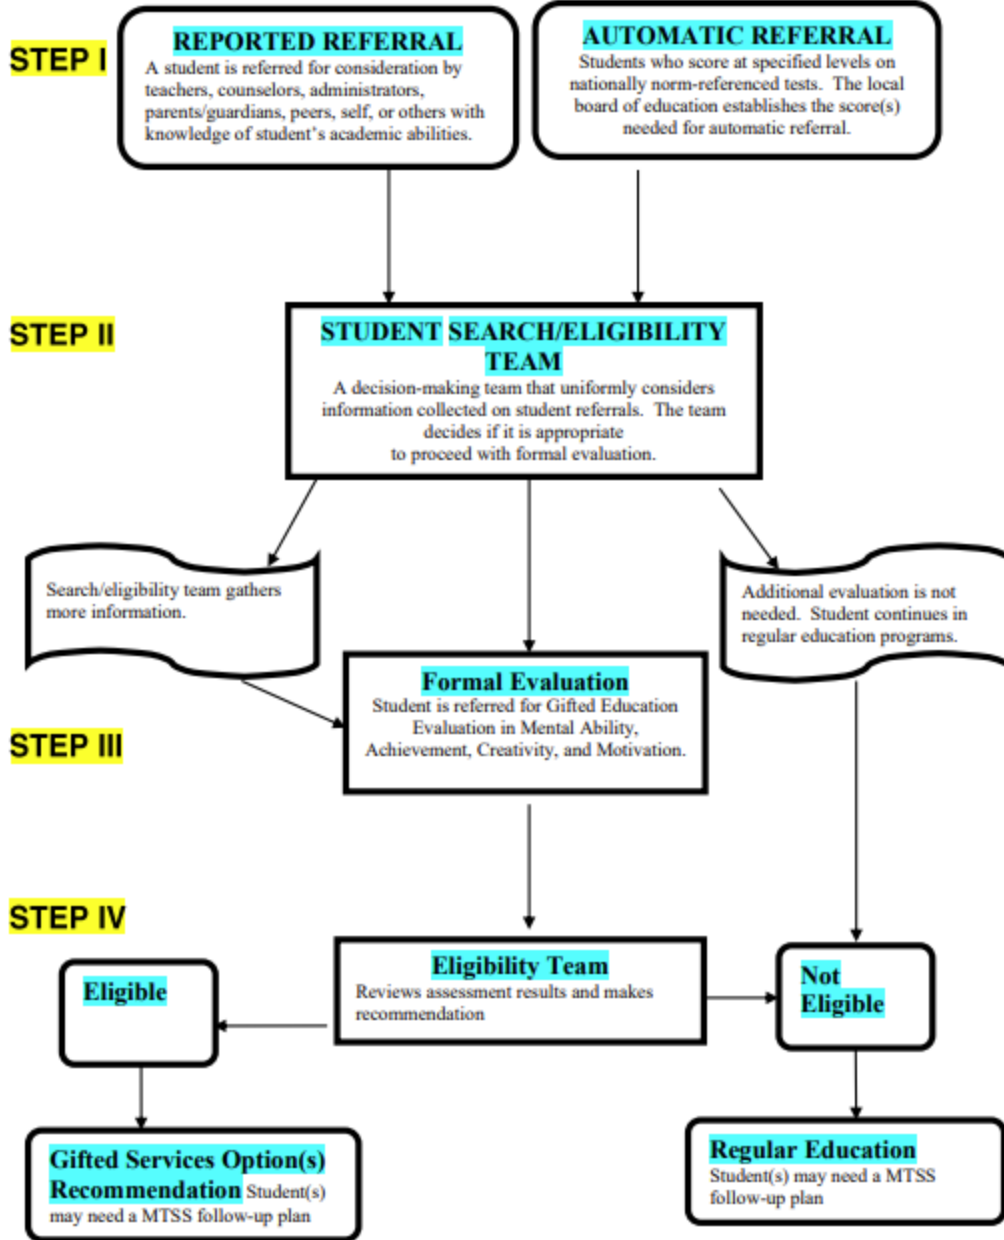 STEP I
REPORTED REFERRAL
A student is referred for consideration by
teachers, counselors, administrators,
parents/guardians, peers, self, or others with
knowledge of student's academic abilities.
AUTOMATIC REFERRAL
Students who score at specified levels on
nationally norm-referenced tests. The local
board of education establishes the score(s)
needed for automatic referral.
STEP II
STUDENT SEARCH/ELIGIBILITY
TEAM
A decision-making team that uniformly considers
information collected on student referrals. The team
decides if it is appropriate
to proceed with formal evaluation.
Search/eligibility team gathers
more information.
Additional evaluation is not
needed. Student continues in
regular education programs.
STEP III
Formal Evaluation
Student is referred for Gifted Education
Evaluation in Mental Ability,
Achievement, Creativity, and Motivation.
STEP IV
Eligible
Eligibility Team
Reviews assessment results and makes
recommendation
Not
Eligible
Gifted Services Option(s)
Recommendation Student(s)
may need a MTSS follow-up plan
Regular Education
Student(s) may need a MTSS
follow-up plan